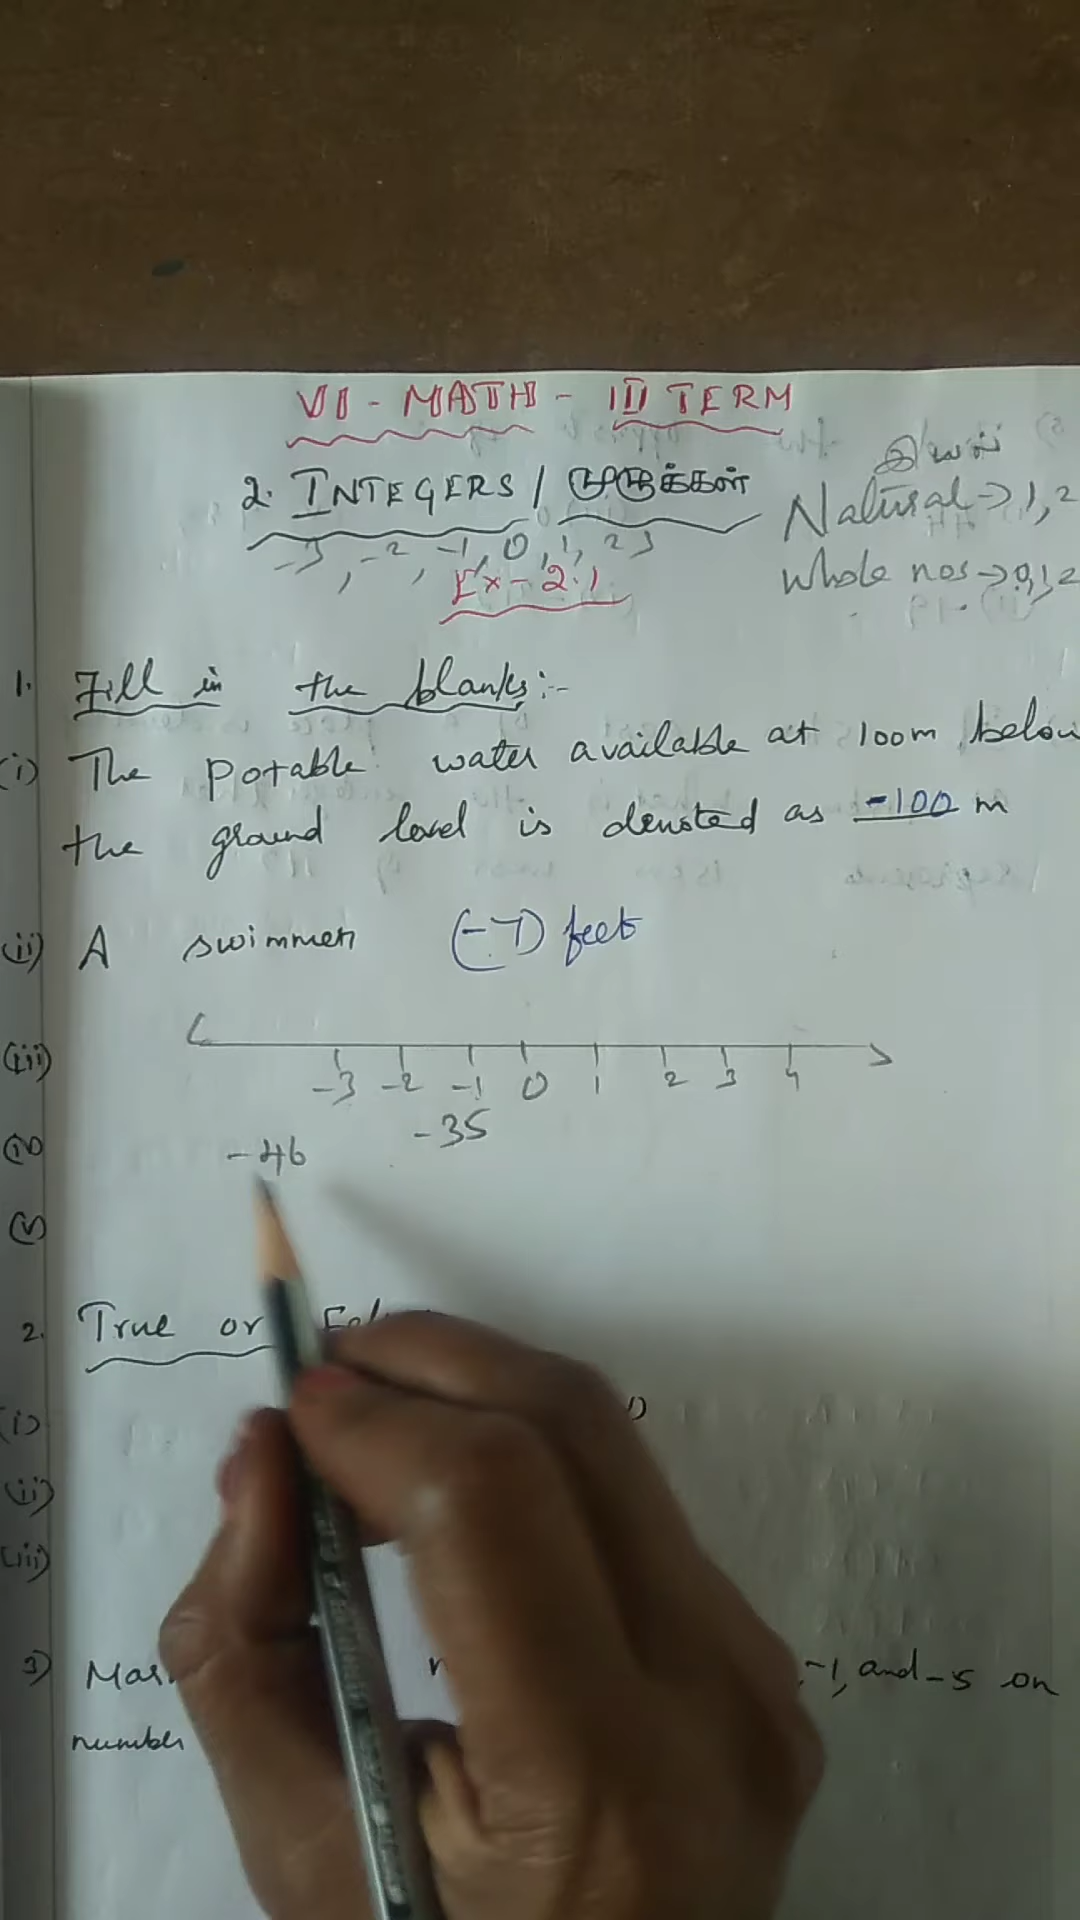 VI - MATH - III TERM
2. INTEGERS / முழுக்கள்
இயல்
Natural → 1, 2
-3, -2, -1, 0, 1, 2, 3
Whole nos → 0, 1, 2
Ex - 2.1
1. Fill in the blanks:-
(i) The potable water available at 100m below
the ground level is denoted as -100 m
(ii) A swimmer (-7) feet
(iii)
-3 -2 -1 0 1 2 3 4
-35
(iv) -46
(v)
2. True or
(i)
(ii)
(iii)
3) -1, and -5 on
number